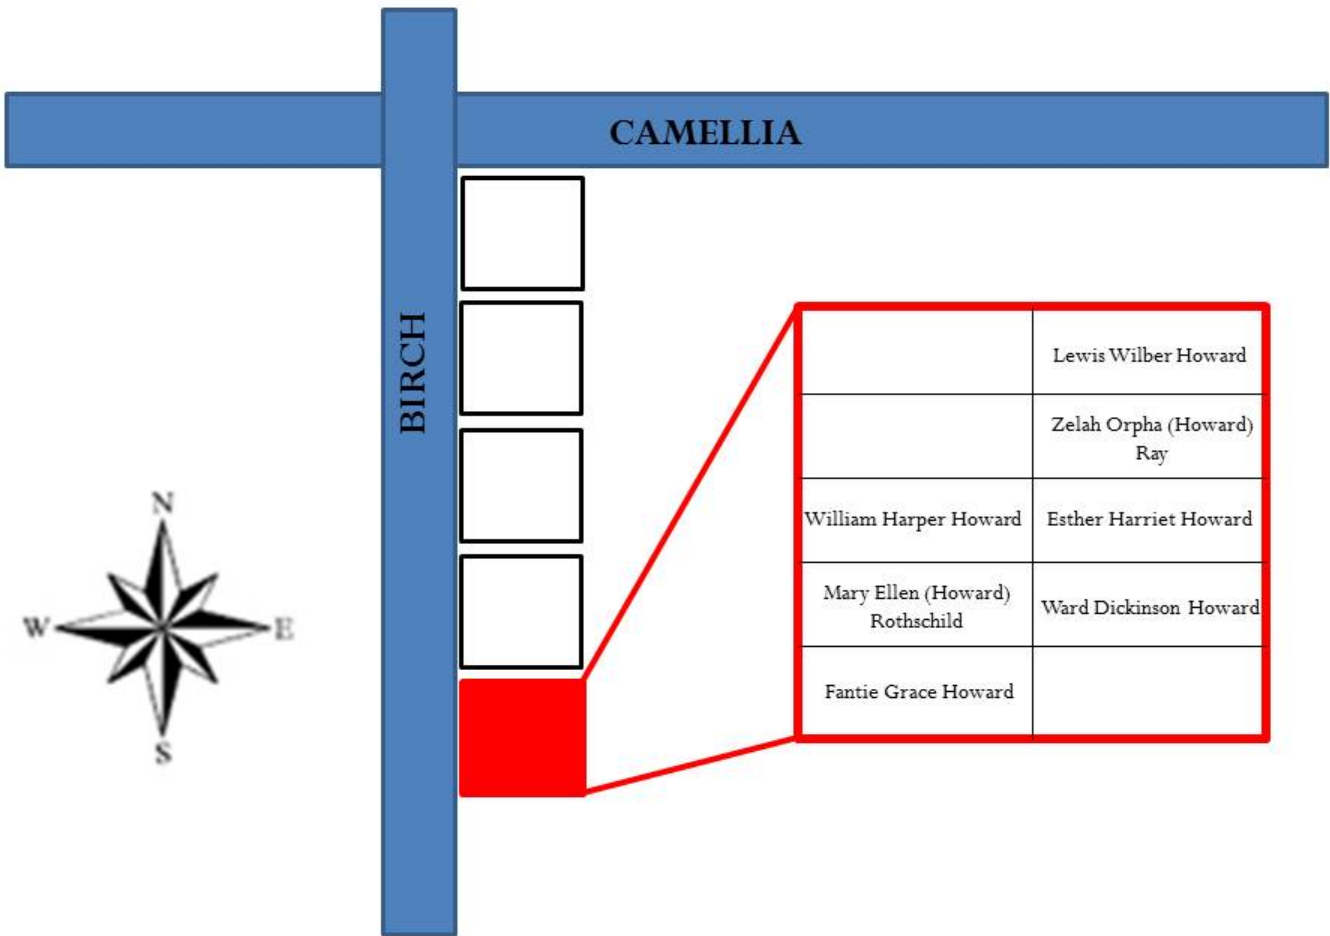 CAMELLIA
BIRCH
N
W
E
S
Lewis Wilber Howard
Zelah Orpha (Howard)
Ray
William Harper Howard
Esther Harriet Howard
Mary Ellen (Howard)
Rothschild
Ward Dickinson Howard
Fantie Grace Howard